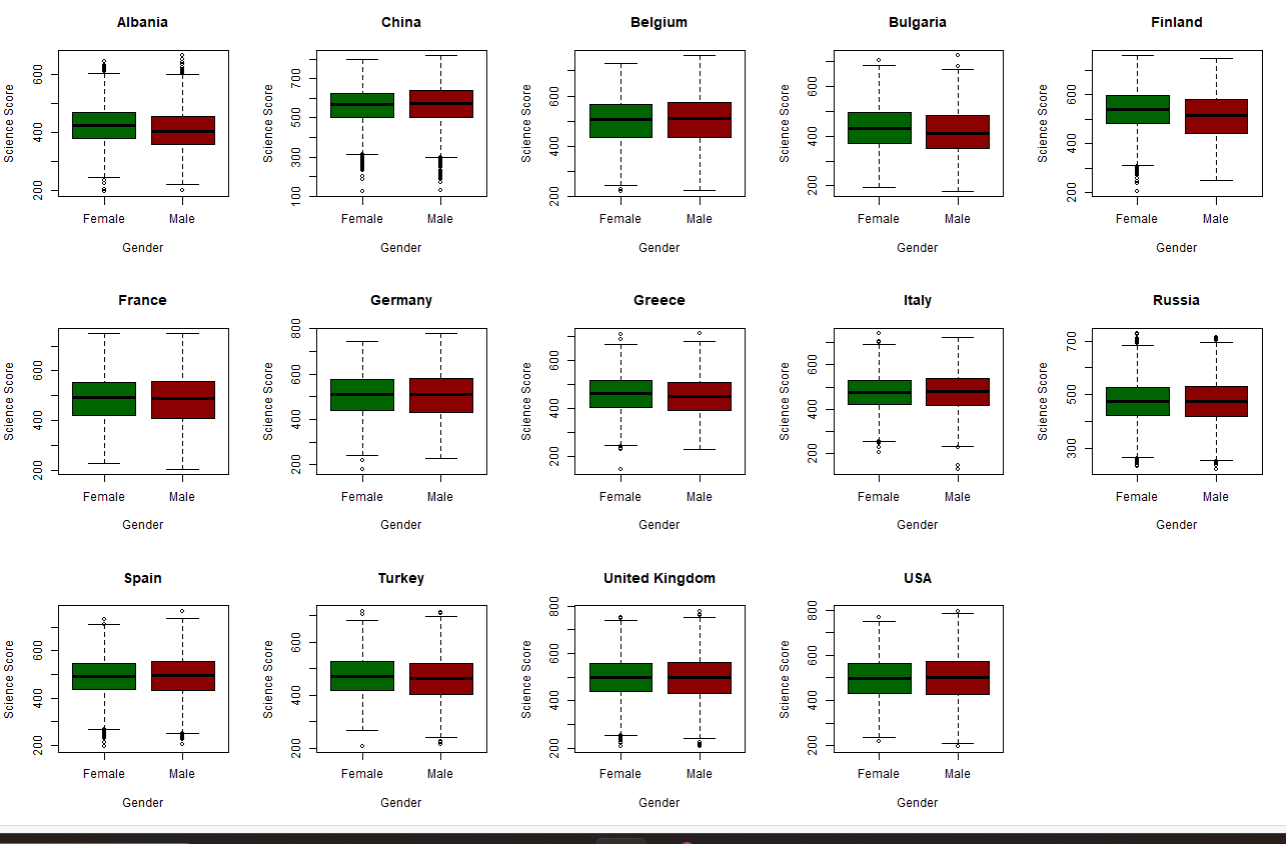 Albania China Belgium Bulgaria Finland
Science Score 200 400 600 Science Score 100 300 500 700 Science Score 200 400 600 Science Score 200 400 600 Science Score 200 400 600
Female Male Female Male Female Male Female Male Female Male
Gender Gender Gender Gender Gender
France Germany Greece Italy Russia
Science Score 200 400 600 Science Score 200 400 600 800 Science Score 200 400 600 Science Score 200 400 600 Science Score 300 500 700
Female Male Female Male Female Male Female Male Female Male
Gender Gender Gender Gender Gender
Spain Turkey United Kingdom USA
Science Score 200 400 600 Science Score 200 400 600 Science Score 200 400 600 800 Science Score 200 400 600 800
Female Male Female Male Female Male Female Male
Gender Gender Gender Gender